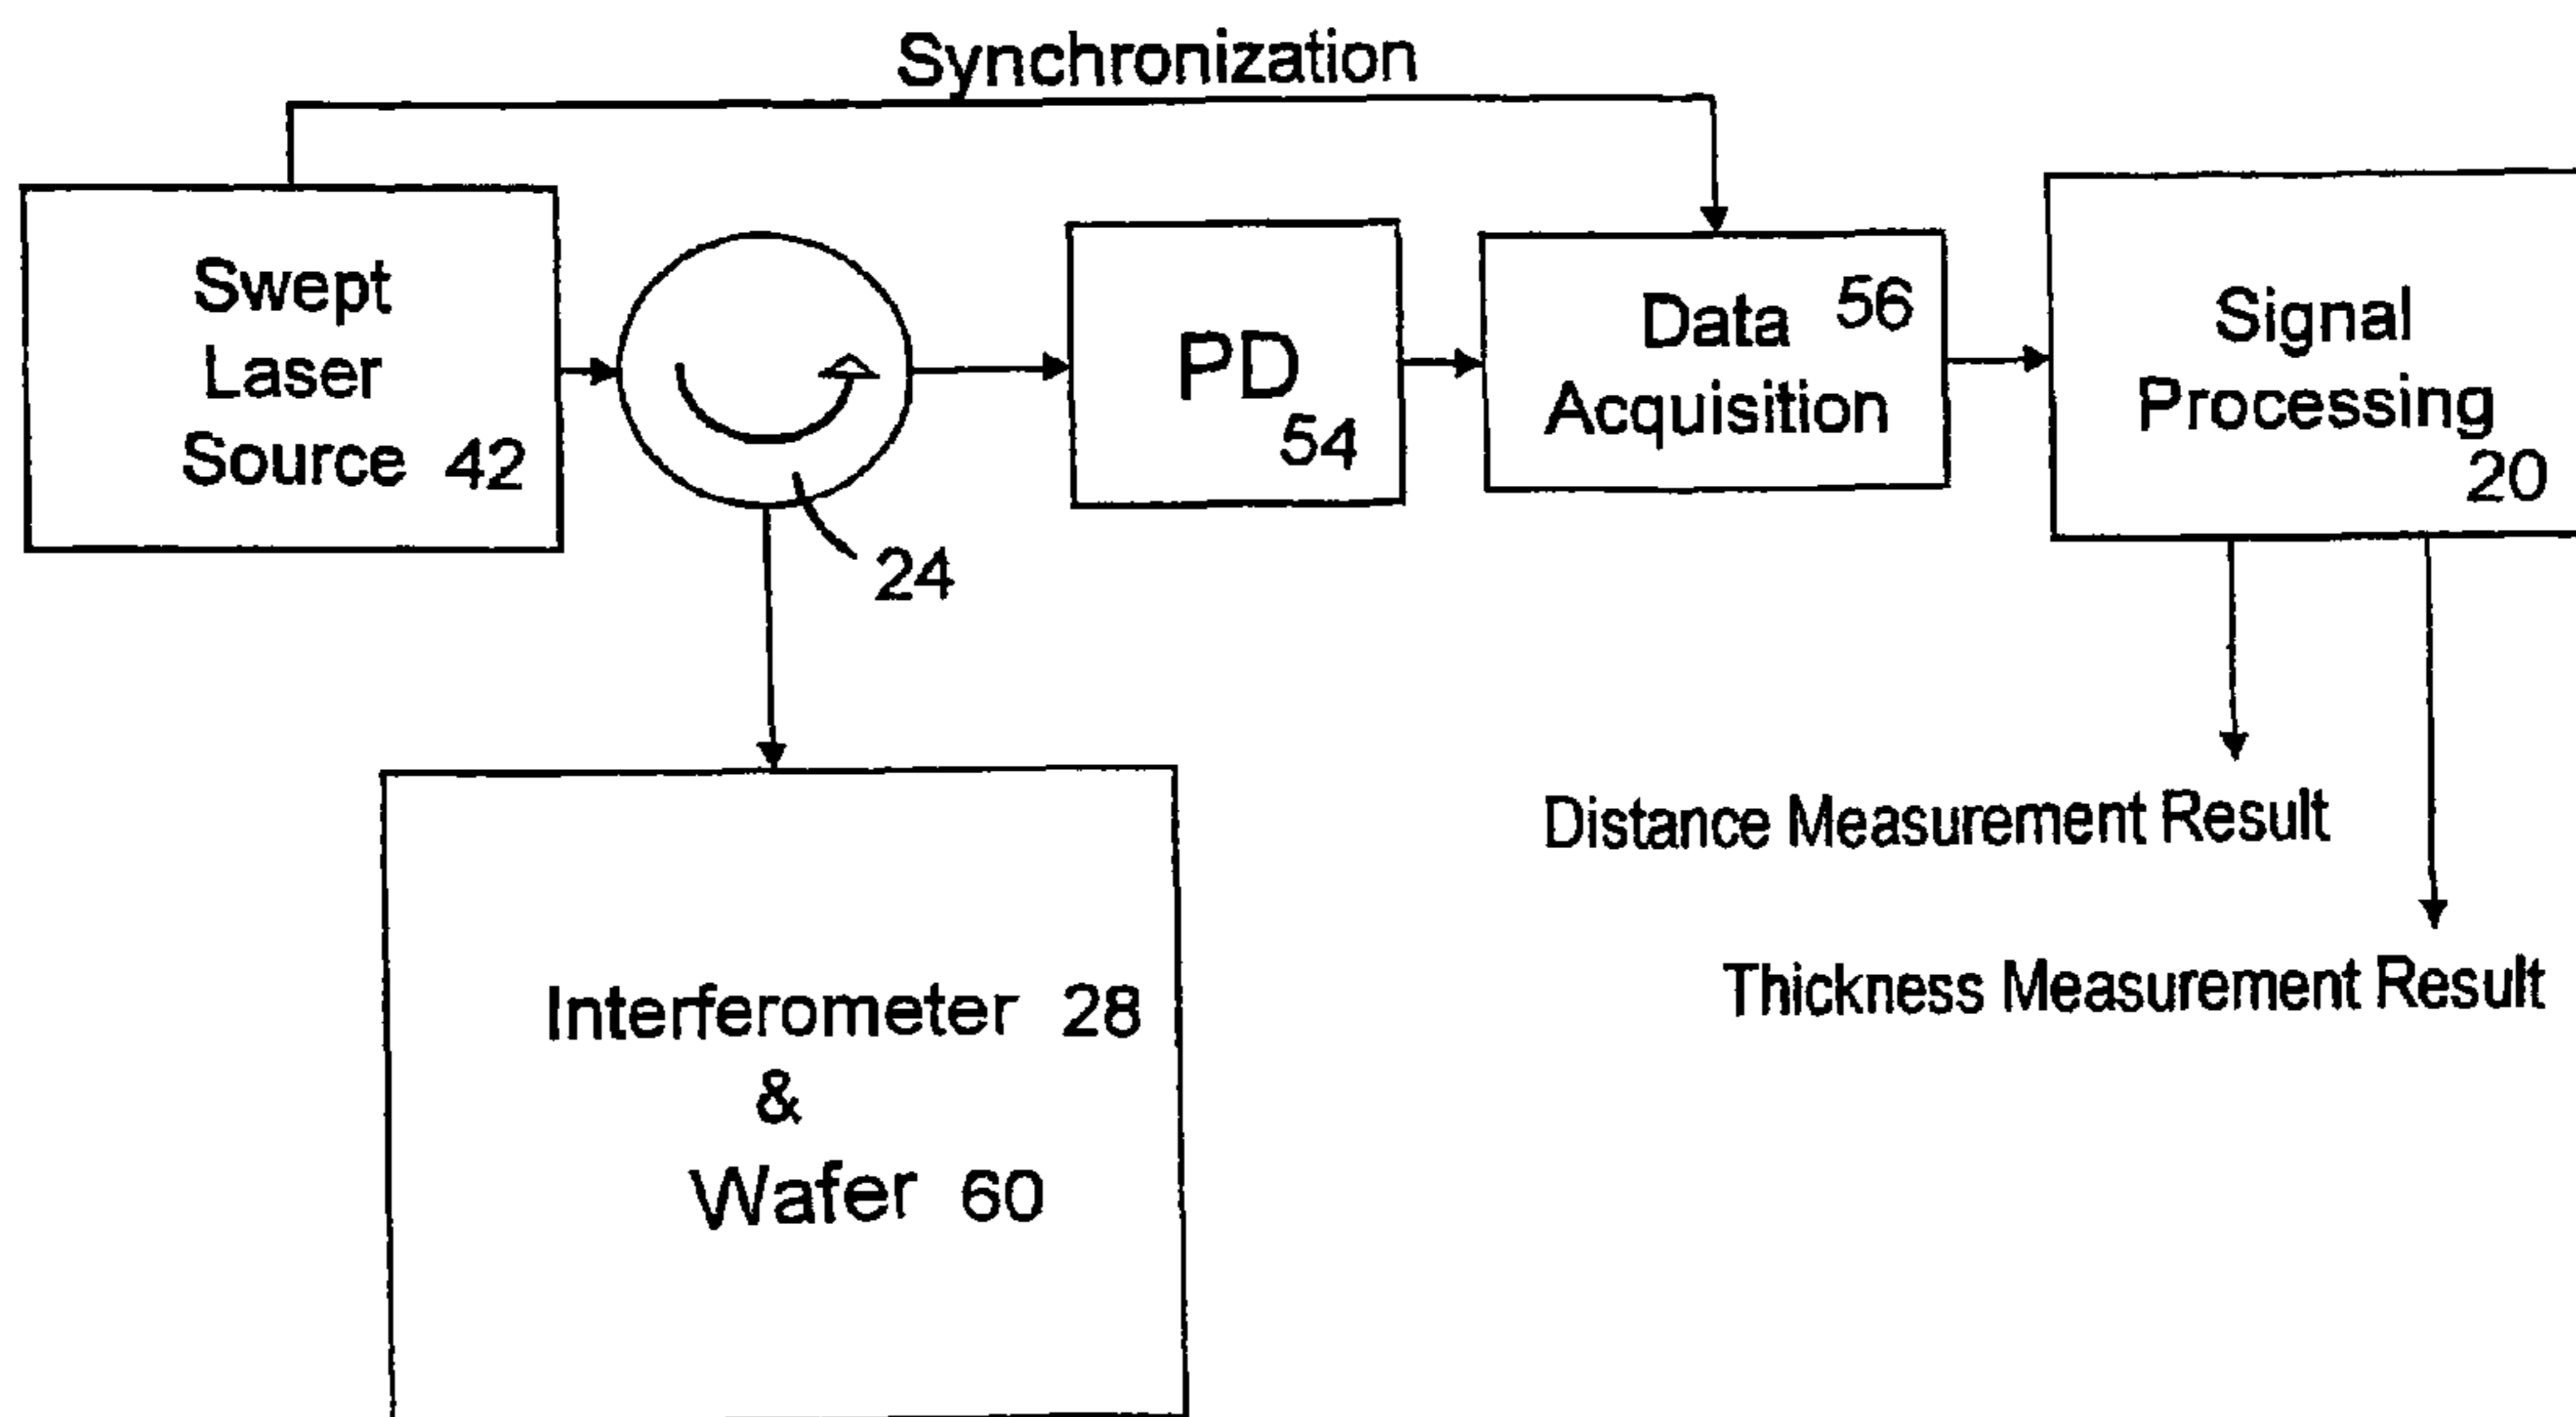 Synchronization
Swept
Laser
Source 42
24
PD
54
Data 56
Acquisition
Signal
Processing
20
Distance Measurement Result
Thickness Measurement Result
Interferometer 28
&
Wafer 60